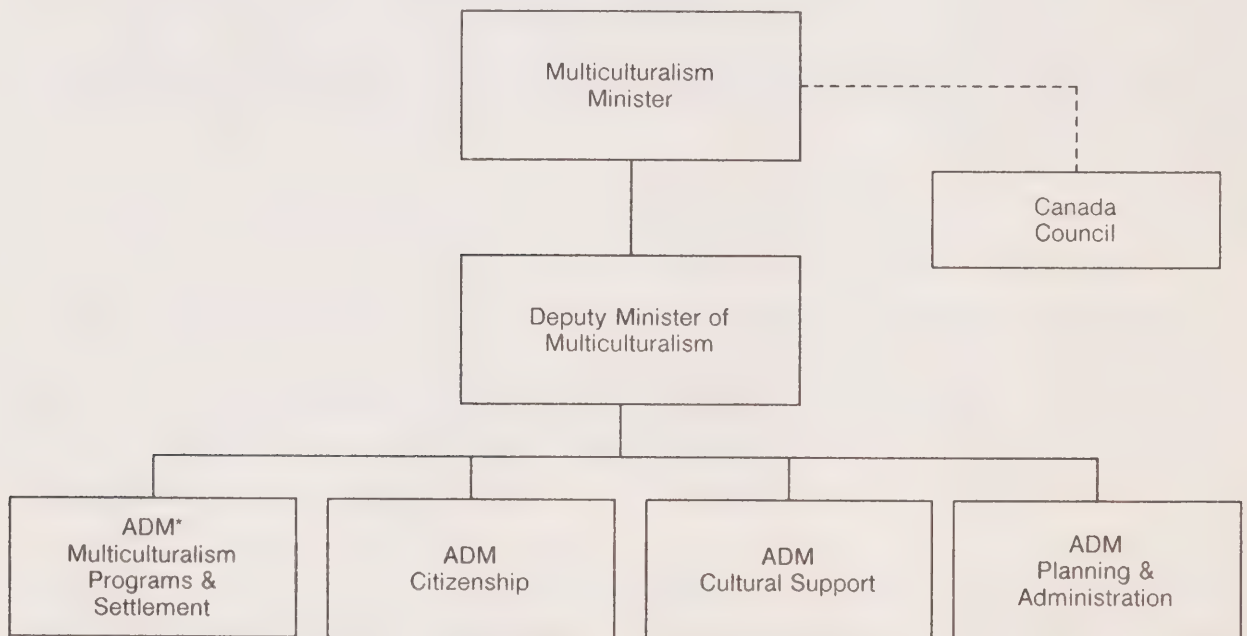 Multiculturalism
Minister
Canada
Council
Deputy Minister of
Multiculturalism
ADM*
Multiculturalism
Programs &
Settlement
ADM
Citizenship
ADM
Cultural Support
ADM
Planning &
Administration